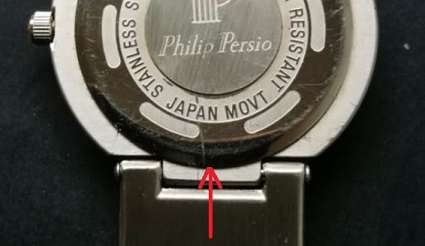 Philip Persio
STAINLESS S
JAPAN MOVT
RESISTANT